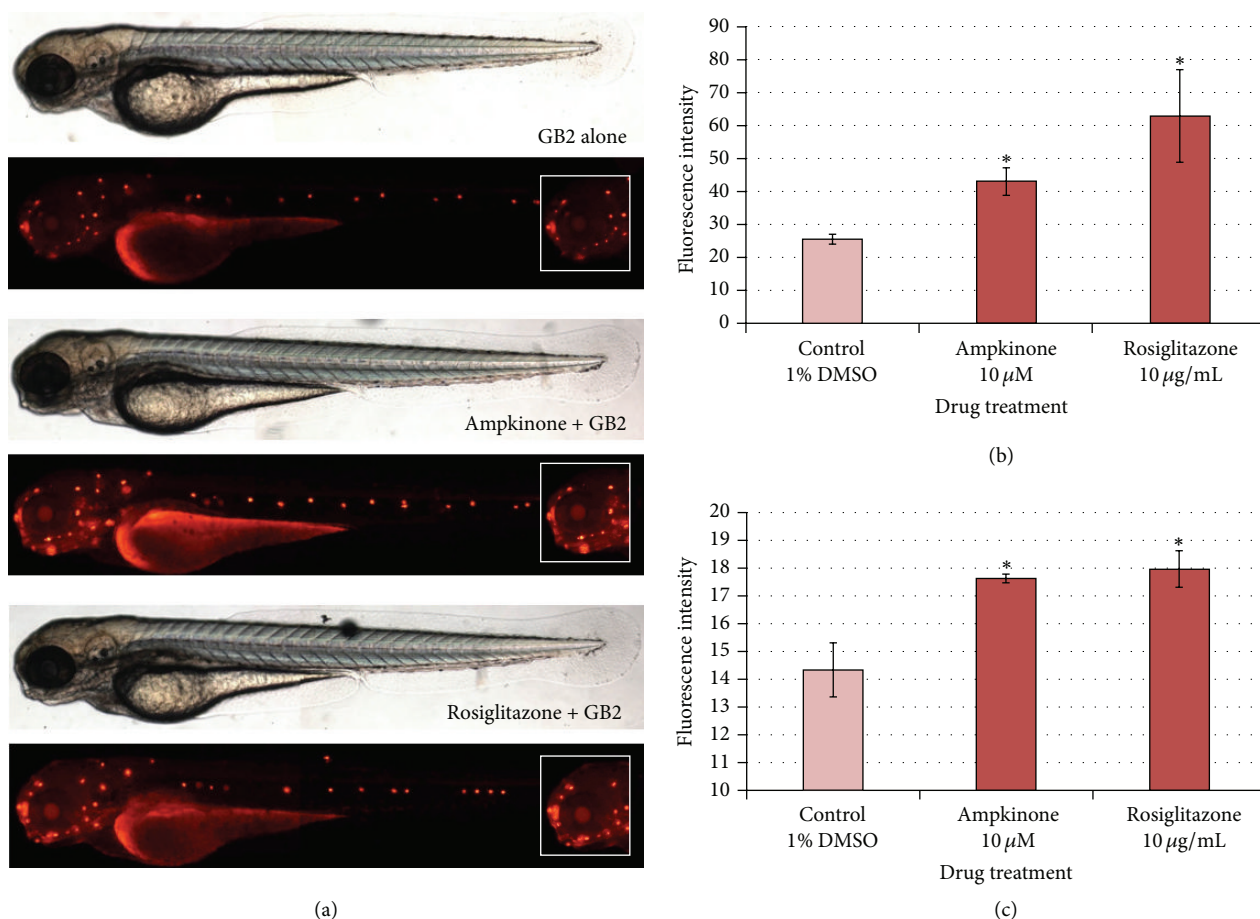 GB2 alone
Ampkinone + GB2
Rosiglitazone + GB2
(a)
90
80
70
60
50
40
30
20
10
0
Fluorescence intensity
*
*
Control
1% DMSO
Ampkinone
10 μM
Rosiglitazone
10 μg/mL
Drug treatment
(b)
20
19
18
17
16
15
14
13
12
11
10
Fluorescence intensity
*
*
Control
1% DMSO
Ampkinone
10 μM
Rosiglitazone
10 μg/mL
Drug treatment
(c)